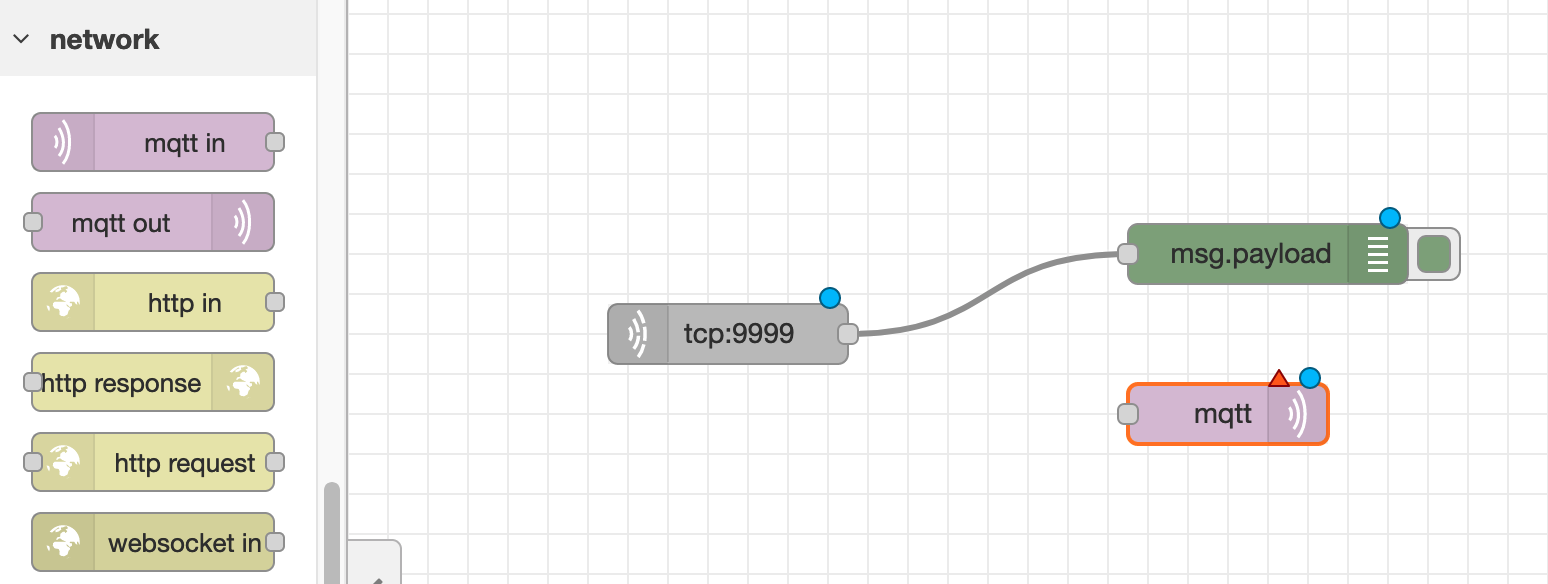 network
mqtt in
mqtt out
http in
http response
http request
websocket in
msg.payload
tcp:9999
mqtt